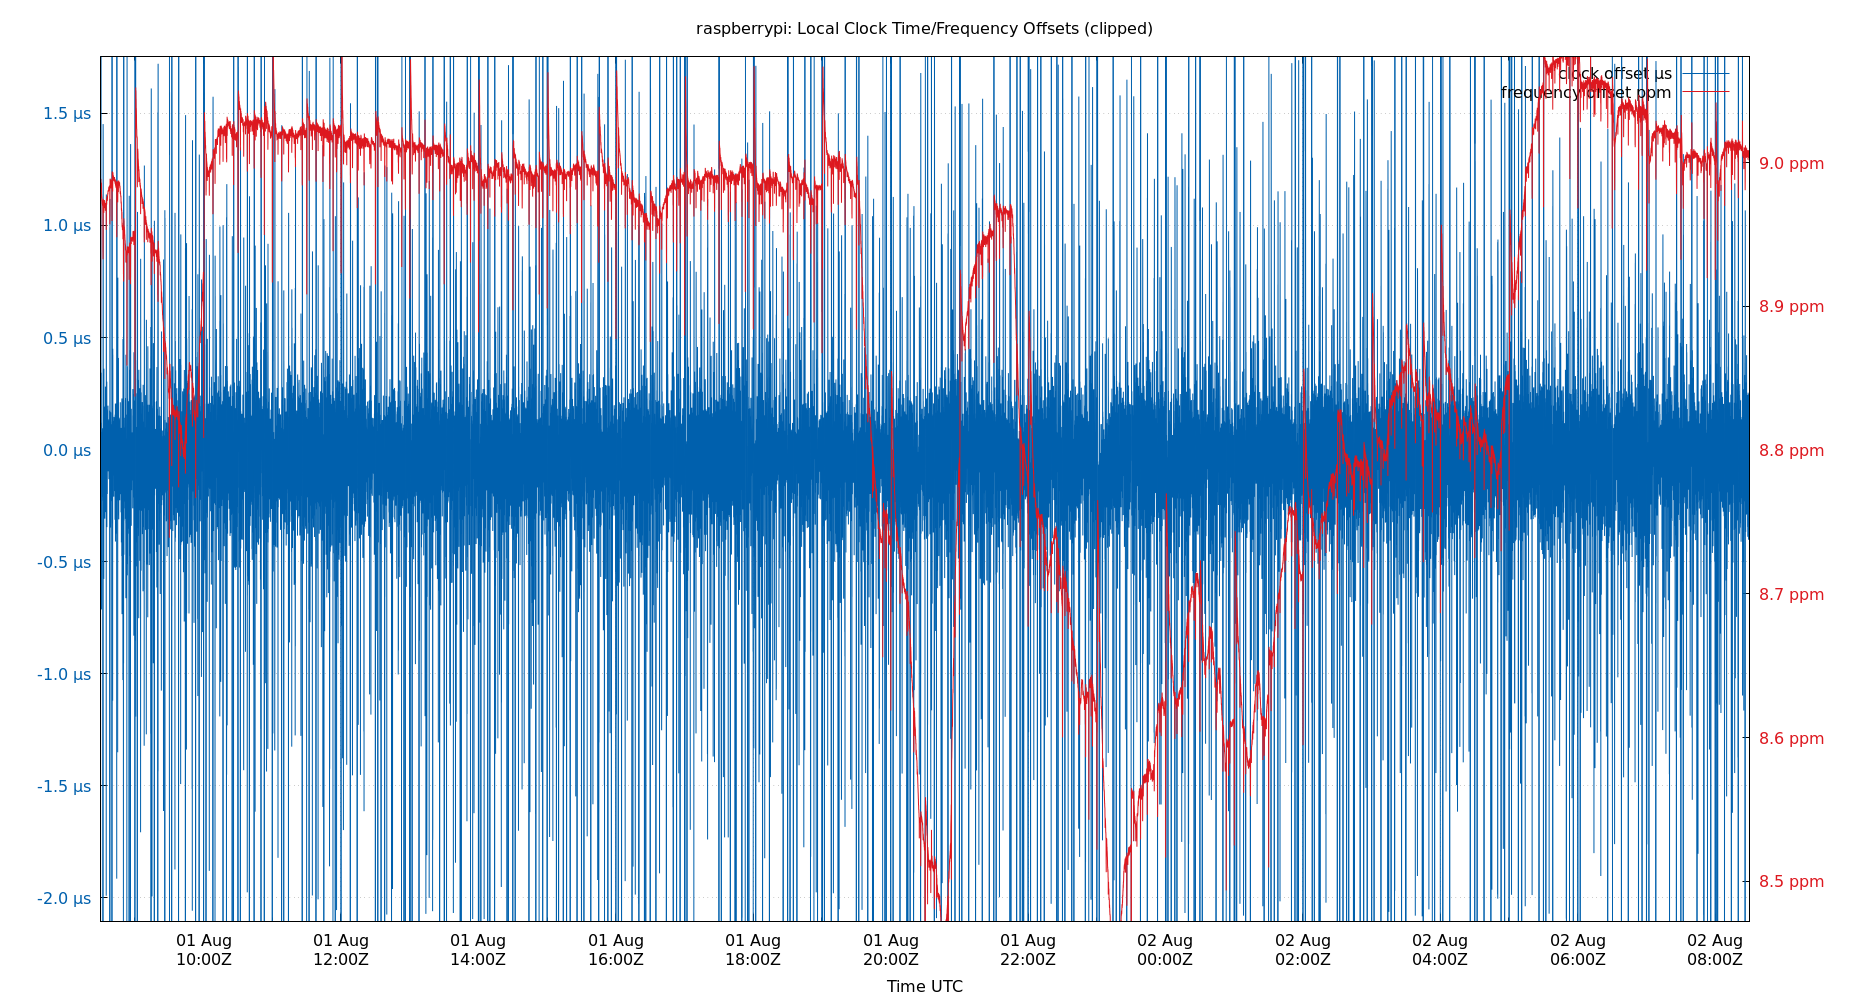 raspberrypi: Local Clock Time/Frequency Offsets (clipped)
clock offset µs
frequency offset ppm
1.5 µs
1.0 µs
0.5 µs
0.0 µs
-0.5 µs
-1.0 µs
-1.5 µs
-2.0 µs
9.0 ppm
8.9 ppm
8.8 ppm
8.7 ppm
8.6 ppm
8.5 ppm
01 Aug 01 Aug 01 Aug 01 Aug 01 Aug 01 Aug 01 Aug 02 Aug 02 Aug 02 Aug 02 Aug 02 Aug
10:00Z 12:00Z 14:00Z 16:00Z 18:00Z 20:00Z 22:00Z 00:00Z 02:00Z 04:00Z 06:00Z 08:00Z
Time UTC